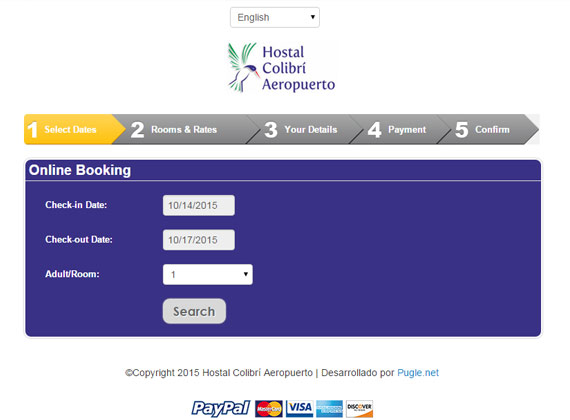 English
Hostal
Colibrí
Aeropuerto
1 Select Dates 2 Rooms & Rates 3 Your Details 4 Payment 5 Confirm
Online Booking
Check-in Date: 10/14/2015
Check-out Date: 10/17/2015
Adult/Room: 1
Search
©Copyright 2015 Hostal Colibrí Aeropuerto | Desarrollado por Pugle.net
PayPal MasterCard VISA AMERICAN EXPRESS DISCOVER